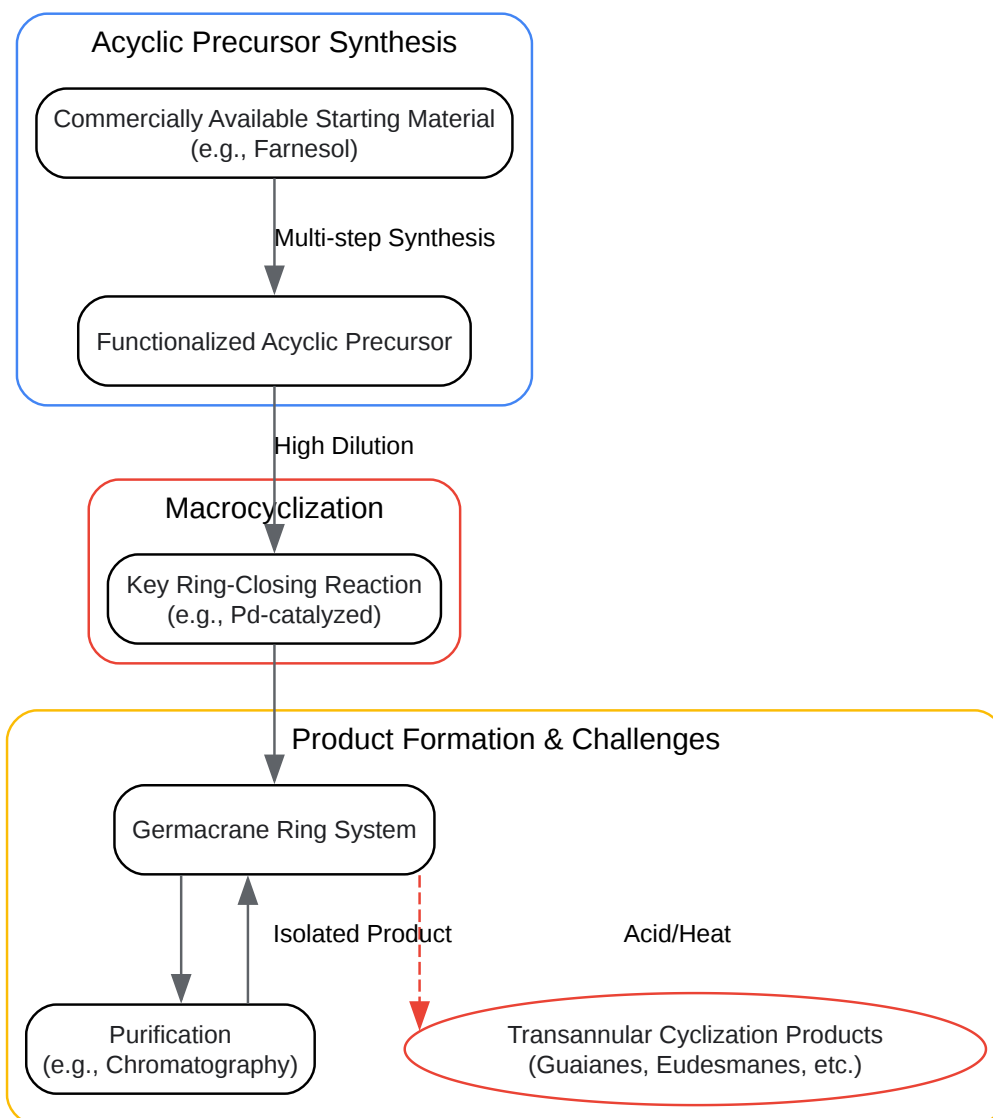 Acyclic Precursor Synthesis
Commercially Available Starting Material
(e.g., Farnesol)
Multi-step Synthesis
Functionalized Acyclic Precursor
High Dilution
Macrocyclization
Key Ring-Closing Reaction
(e.g., Pd-catalyzed)
Product Formation & Challenges
Germacrane Ring System
Isolated Product
Acid/Heat
Purification
(e.g., Chromatography)
Transannular Cyclization Products
(Guaianes, Eudesmanes, etc.)